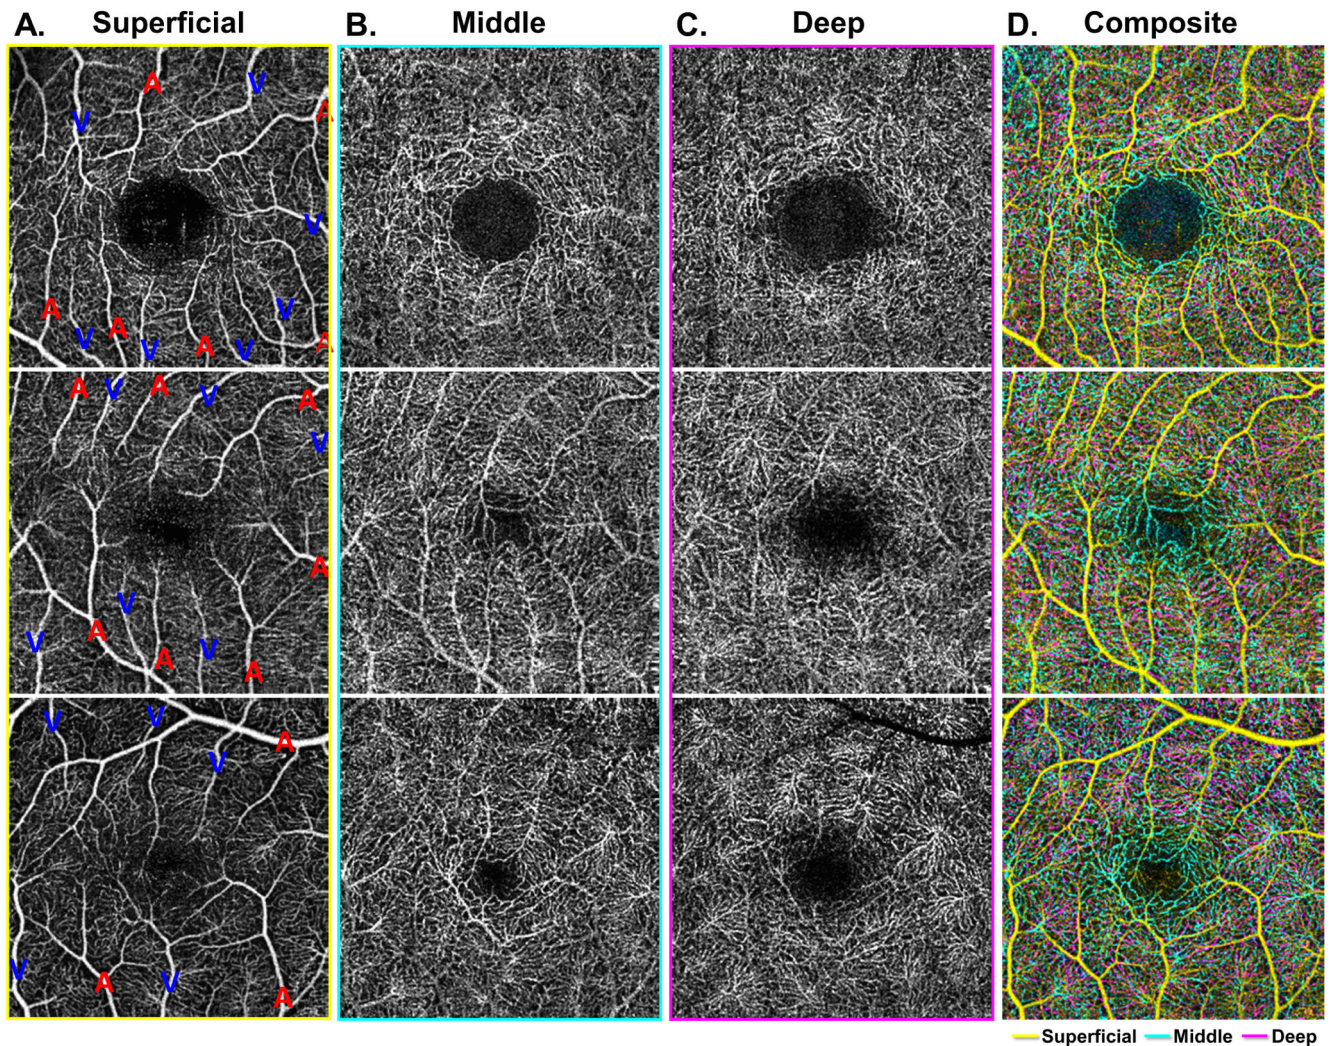 A. Superficial B. Middle C. Deep D. Composite
A V A
V
V
A A V
V A V A V A
A V A V A
V
A
V A V
A A
V V A
V
V A V A
Superficial Middle Deep